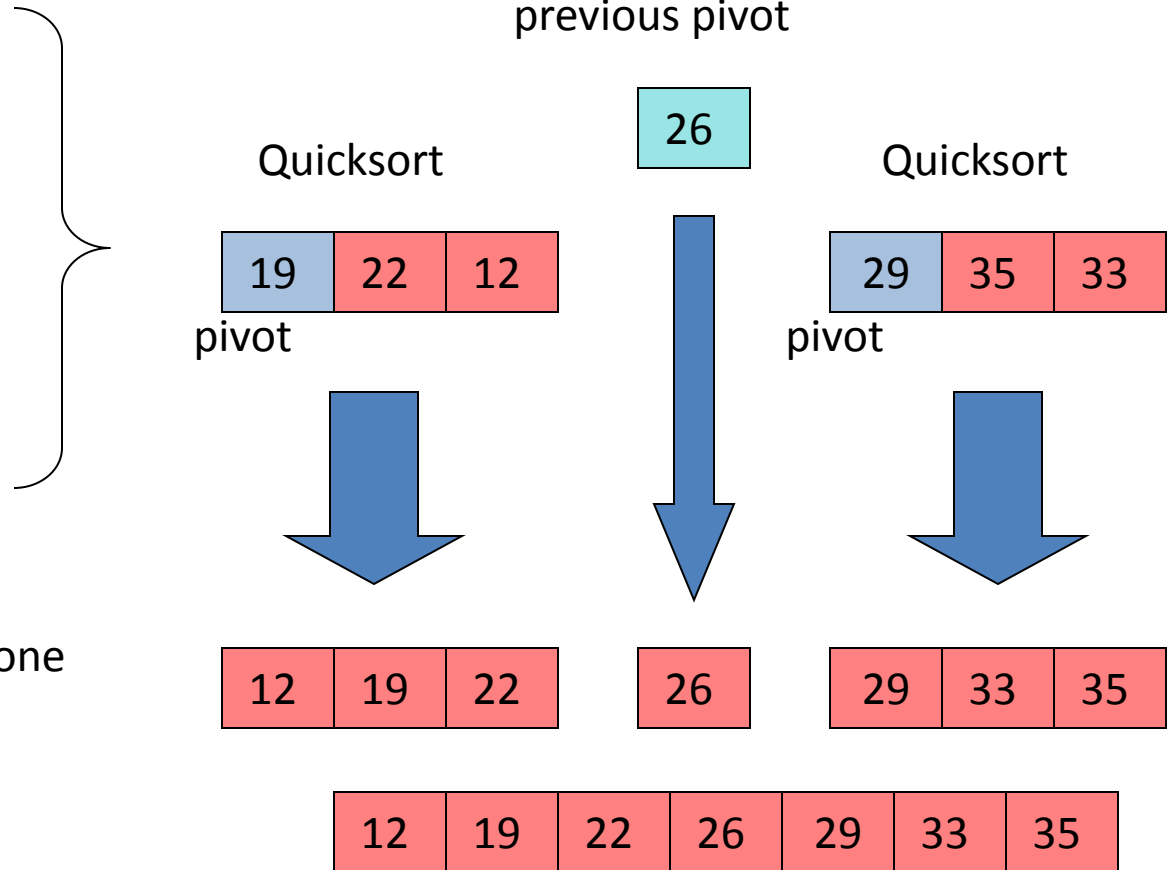 previous pivot
26
Quicksort
Quicksort
19 22 12
29 35 33
pivot
pivot
one
12 19 22
26
29 33 35
12 19 22 26 29 33 35